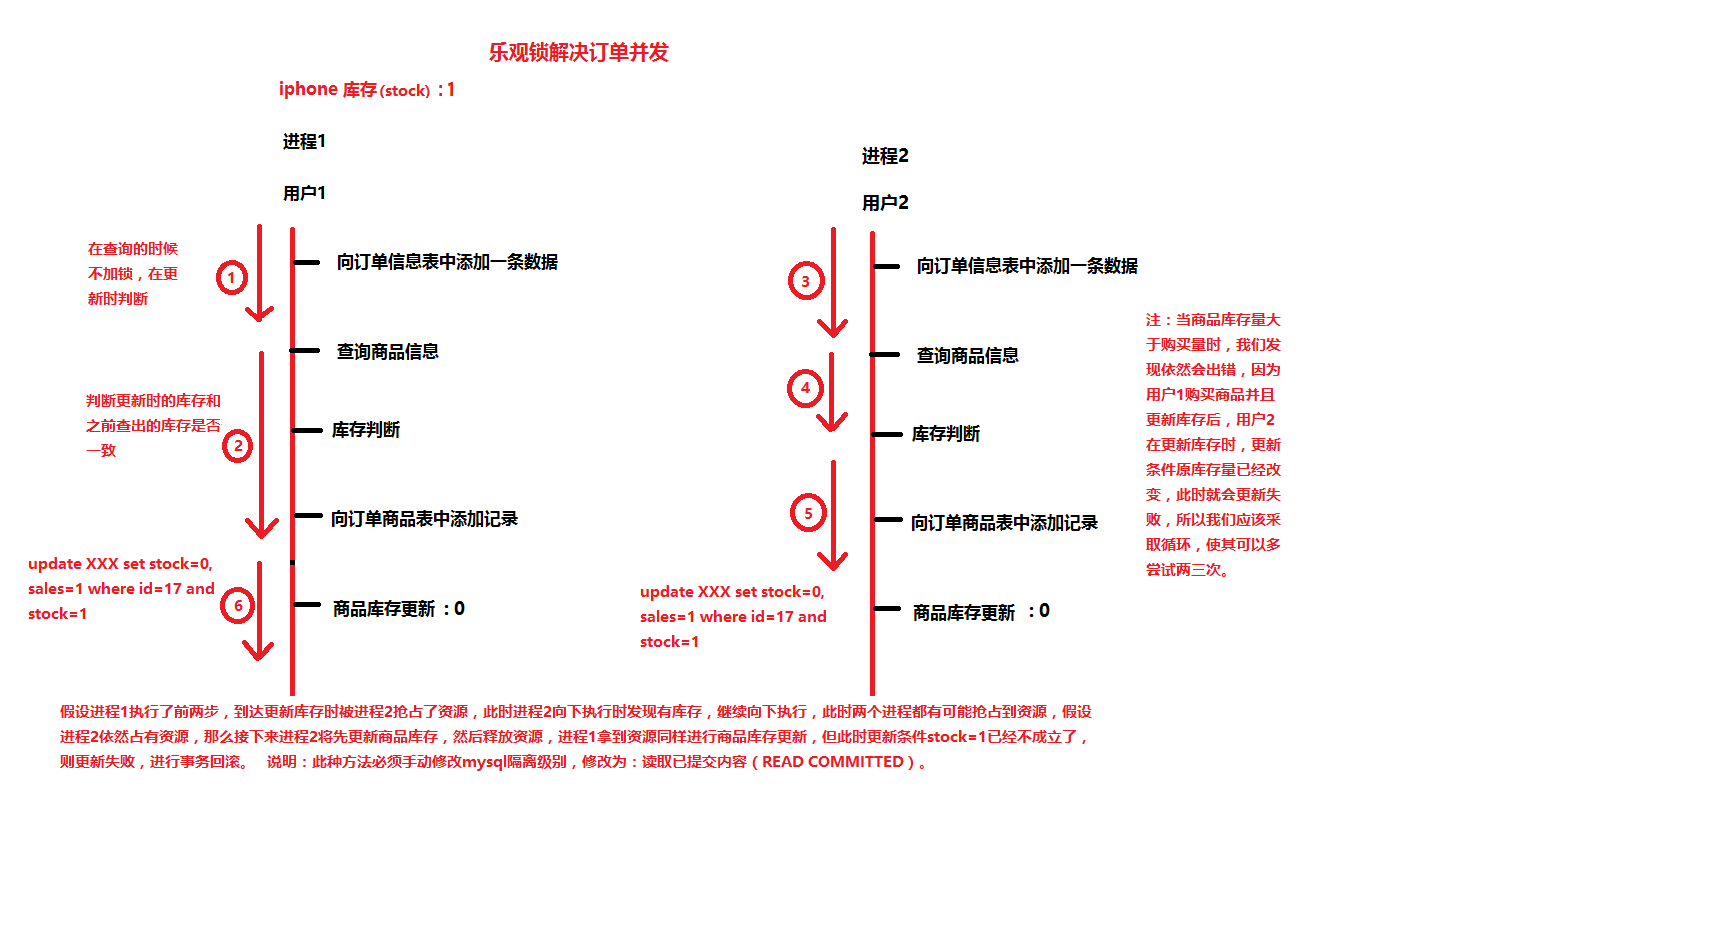 乐观锁解决订单并发
iphone 库存(stock) : 1
进程1
用户1
在查询的时候
不加锁，在更
新时判断
1
向订单信息表中添加一条数据
查询商品信息
判断更新时的库存和
之前查出的库存是否
一致
2
库存判断
向订单商品表中添加记录
update XXX set stock=0,
sales=1 where id=17 and
stock=1
6
商品库存更新 : 0
进程2
用户2
3
向订单信息表中添加一条数据
4
查询商品信息
库存判断
5
向订单商品表中添加记录
update XXX set stock=0,
sales=1 where id=17 and
stock=1
商品库存更新 : 0
注：当商品库存量大
于购买量时，我们发
现依然会出错，因为
用户1购买商品并且
更新库存后，用户2
在更新库存时，更新
条件原库存量已经改
变，此时就会更新失
败，所以我们应该采
取循环，使其可以多
尝试两三次。
假设进程1执行了前两步，到达更新库存时被进程2抢占了资源，此时进程2向下执行时发现有库存，继续向下执行，此时两个进程都有可能抢占到资源，假设
进程2依然占有资源，那么接下来进程2将先更新商品库存，然后释放资源，进程1拿到资源同样进行商品库存更新，但此时更新条件stock=1已经不成立了，
则更新失败，进行事务回滚。 说明：此种方法必须手动修改mysql隔离级别，修改为：读取已提交内容（READ COMMITTED）。